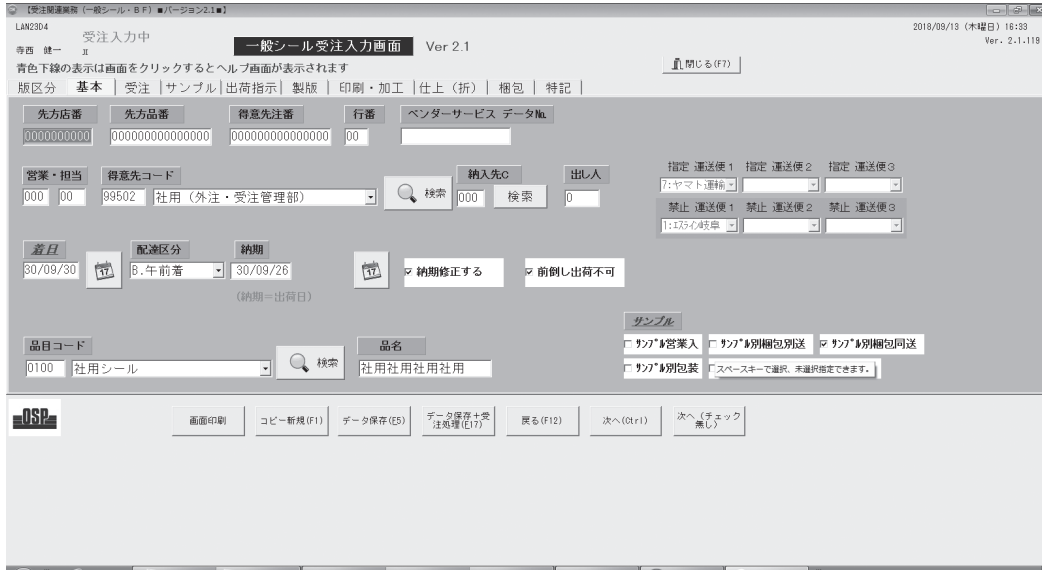 【受注関連業務（一般シール・ＢＦ）■バージョン2.1■】
LAN23D4
受注入力中
2018/09/13（木曜日）16:33
寺西 健一
一般シール受注入力画面 Ver 2.1
Ver. 2-1.119
青色下線の表示は画面をクリックするとヘルプ画面が表示されます
閉じる(F7)
版区分 基本 受注 サンプル 出荷指示 製版 印刷・加工 仕上（折） 梱包 特記
先方店番 先方品番 得意先注番 行番 ベンダーサービス データ№
0000000000 00000000000000 00000000000000 00
営業・担当 得意先コード 納入先C 出し人
000 00 99502 社用（外注・受注管理部） 検索 000 検索 0
指定 運送便1 指定 運送便2 指定 運送便3
7:ヤマト運輸
禁止 運送便1 禁止 運送便2 禁止 運送便3
1:エスライン岐阜
着日 配達区分 納期
30/09/30 17 B.午前着 30/09/26 17 納期修正する 前倒し出荷不可
(納期＝出荷日)
サンプル
品目コード 品名
サンプル営業入 サンプル別梱包別送 サンプル別梱包同送
0100 社用シール 検索 社用社用社用社用
サンプル別包装 スペースキーで選択、未選択指定できます。
OSP
画面印刷 コピー新規(F1) データ保存(F5) データ保存＋受注処理(F17) 戻る(F12) 次へ(Ctrl) 次へ（チェック無し）